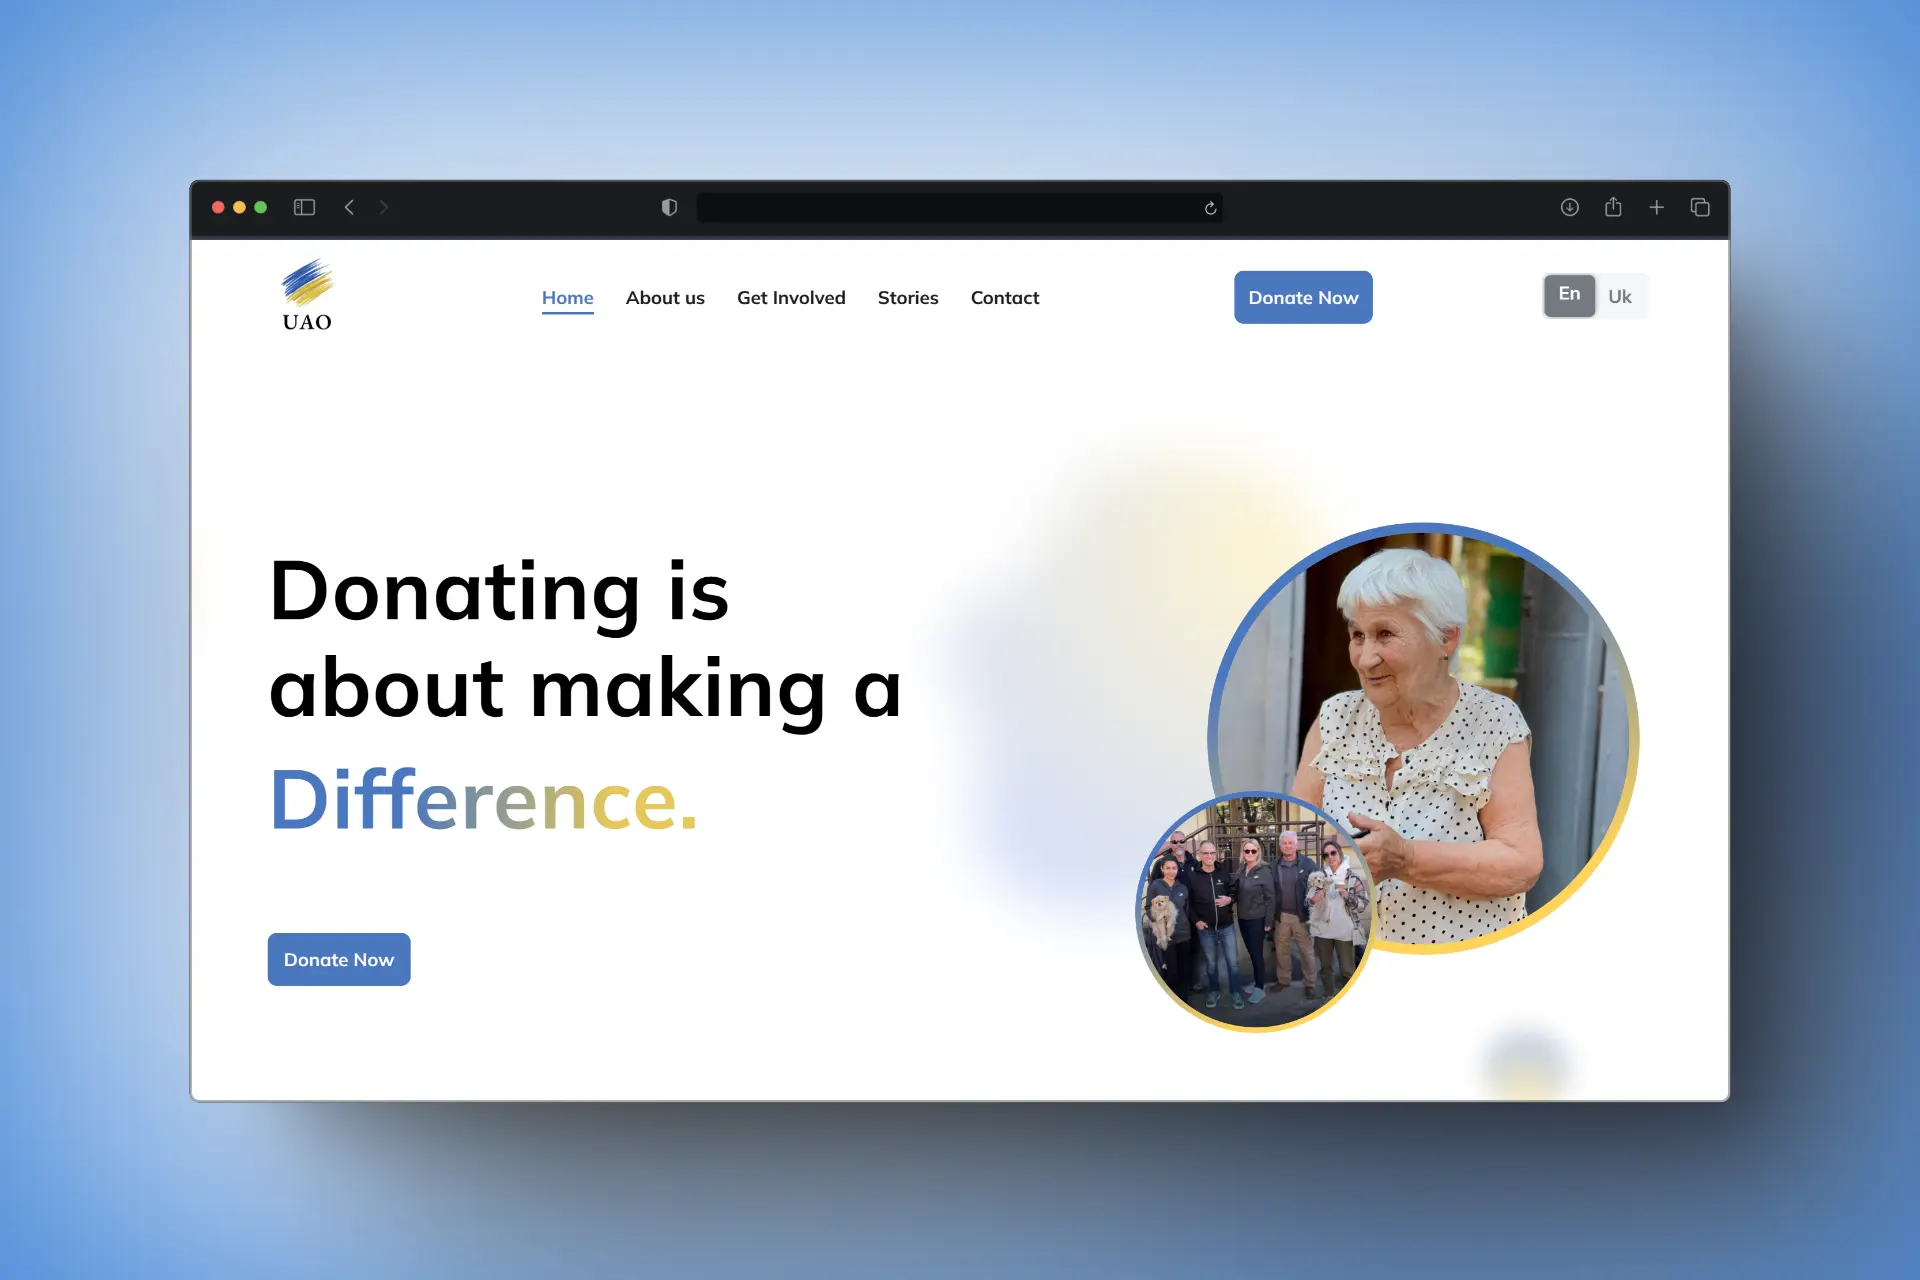 UAO
Home
About us
Get Involved
Stories
Contact
Donate Now
En
Uk
Donating is
about making a
Difference.
Donate Now